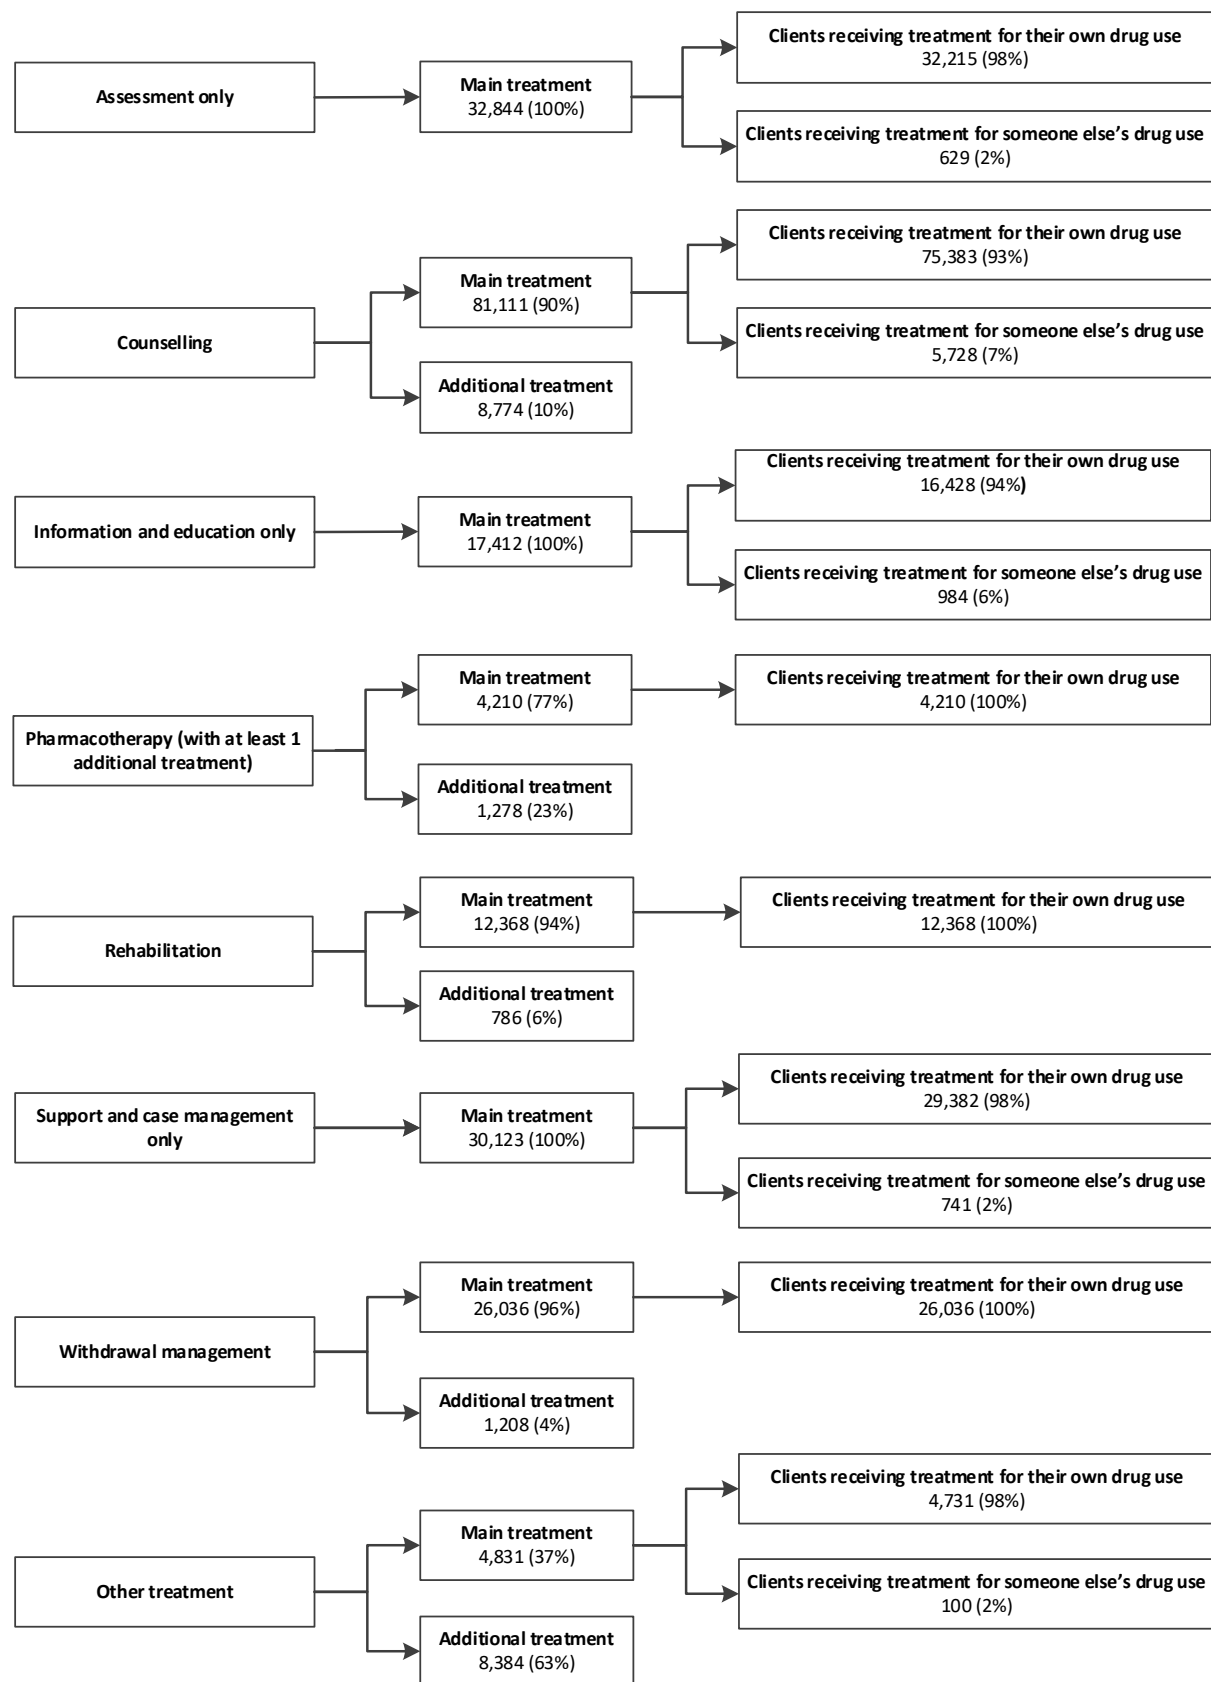 Assessment only
Main treatment
32,844 (100%)
Clients receiving treatment for their own drug use
32,215 (98%)
Clients receiving treatment for someone else’s drug use
629 (2%)
Counselling
Main treatment
81,111 (90%)
Clients receiving treatment for their own drug use
75,383 (93%)
Clients receiving treatment for someone else’s drug use
5,728 (7%)
Additional treatment
8,774 (10%)
Information and education only
Main treatment
17,412 (100%)
Clients receiving treatment for their own drug use
16,428 (94%)
Clients receiving treatment for someone else’s drug use
984 (6%)
Pharmacotherapy (with at least 1
additional treatment)
Main treatment
4,210 (77%)
Clients receiving treatment for their own drug use
4,210 (100%)
Additional treatment
1,278 (23%)
Rehabilitation
Main treatment
12,368 (94%)
Clients receiving treatment for their own drug use
12,368 (100%)
Additional treatment
786 (6%)
Support and case management
only
Main treatment
30,123 (100%)
Clients receiving treatment for their own drug use
29,382 (98%)
Clients receiving treatment for someone else’s drug use
741 (2%)
Withdrawal management
Main treatment
26,036 (96%)
Clients receiving treatment for their own drug use
26,036 (100%)
Additional treatment
1,208 (4%)
Other treatment
Main treatment
4,831 (37%)
Clients receiving treatment for their own drug use
4,731 (98%)
Clients receiving treatment for someone else’s drug use
100 (2%)
Additional treatment
8,384 (63%)